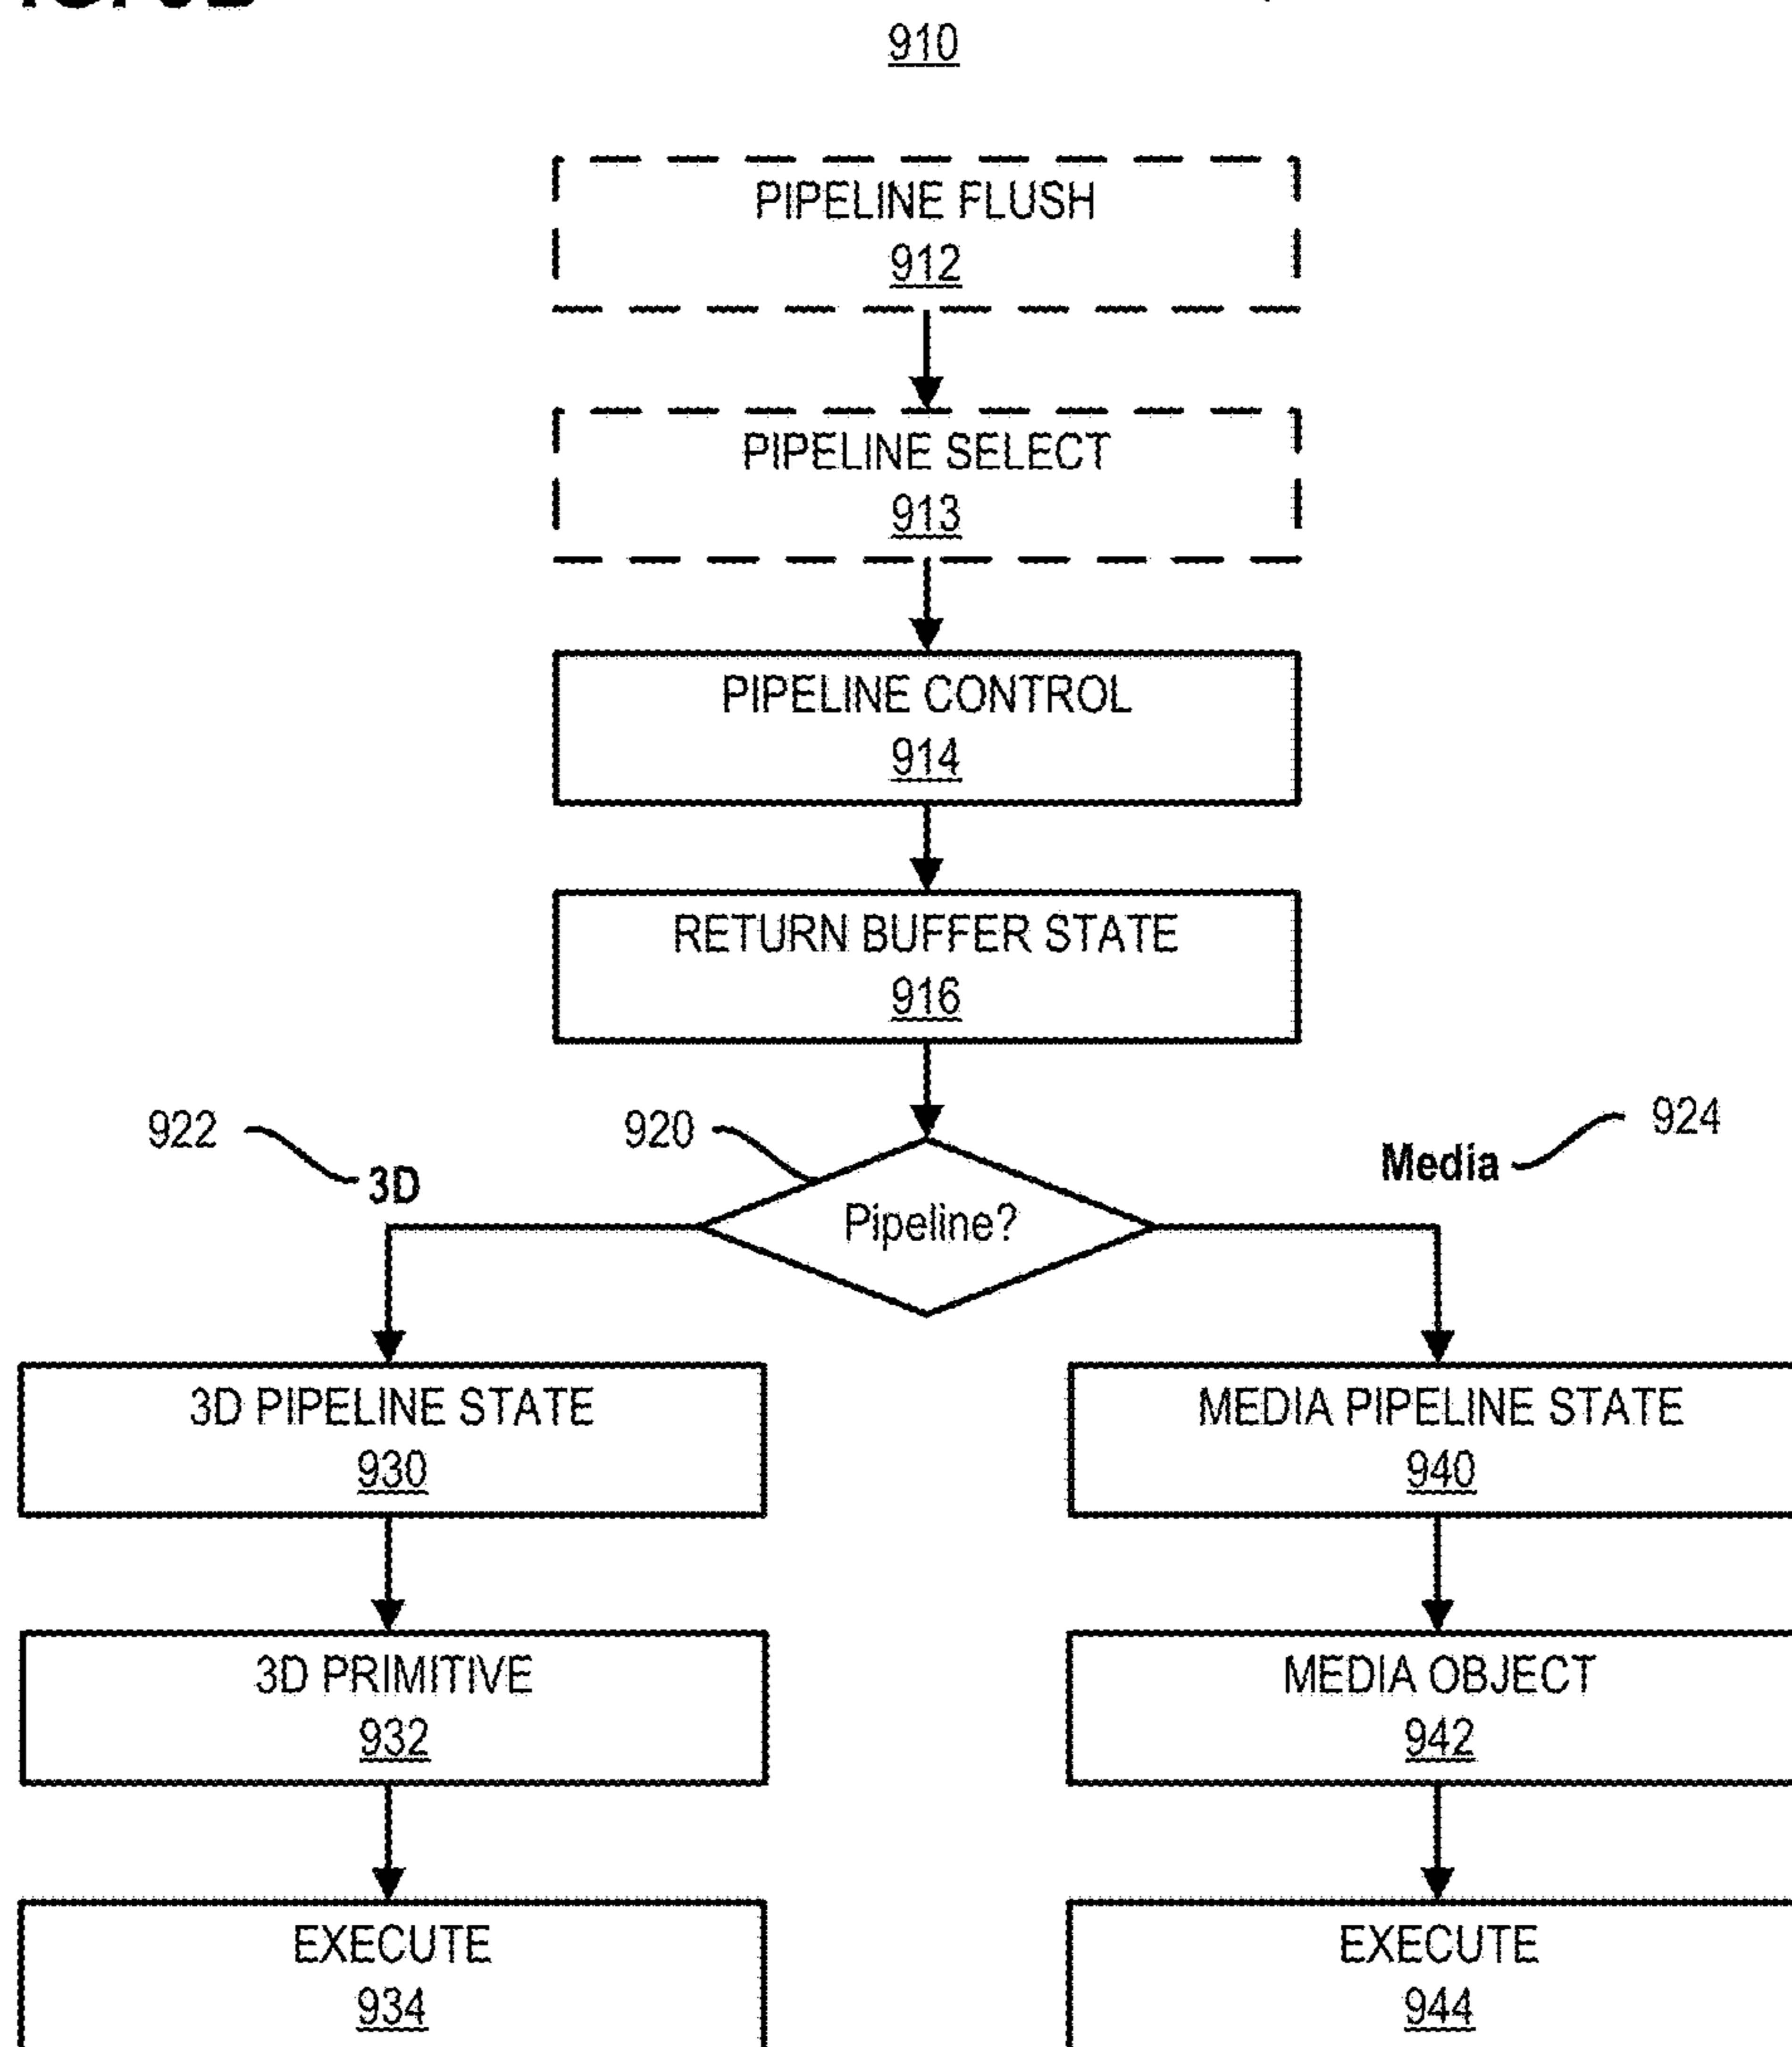 910
PIPELINE FLUSH
912
PIPELINE SELECT
913
PIPELINE CONTROL
914
RETURN BUFFER STATE
916
922
920
924
3D
Media
Pipeline?
3D PIPELINE STATE
930
MEDIA PIPELINE STATE
940
3D PRIMITIVE
932
MEDIA OBJECT
942
EXECUTE
934
EXECUTE
944